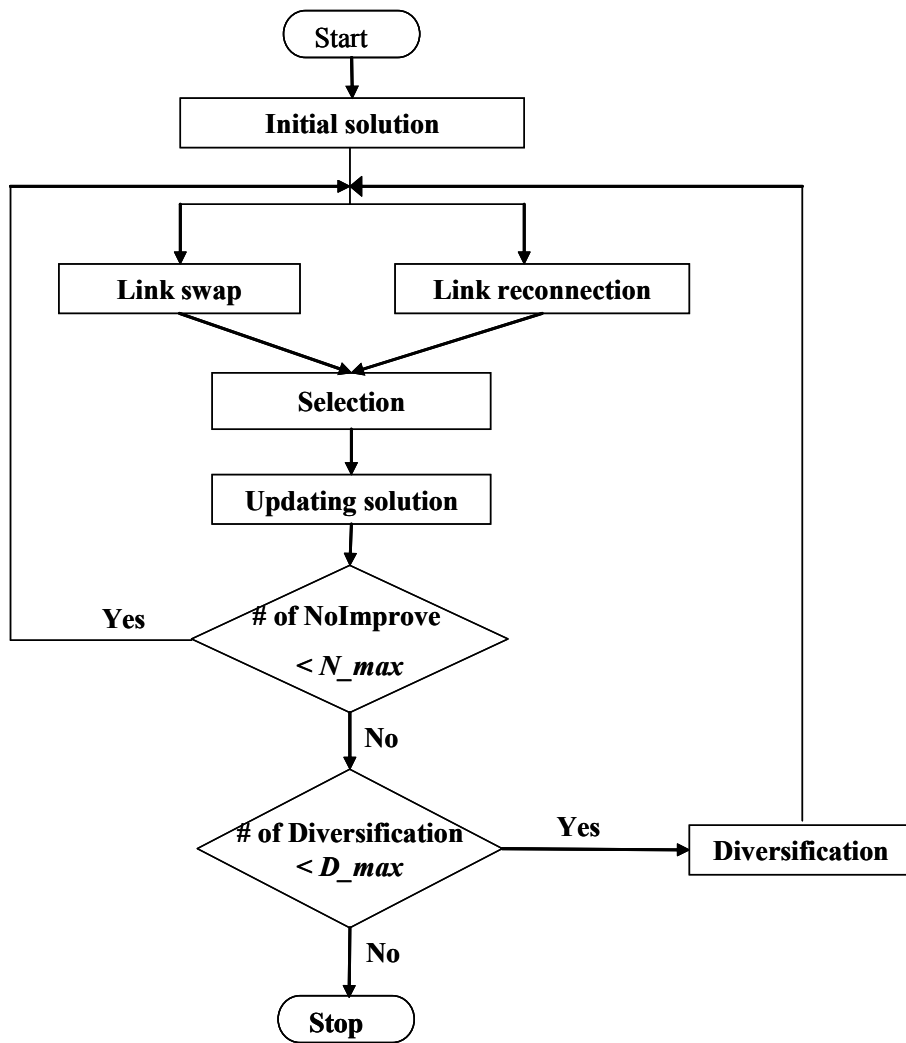 Start
Initial solution
Link swap
Link reconnection
Selection
Updating solution
Yes
# of NoImprove
< N_max
No
# of Diversification
< D_max
Yes
Diversification
No
Stop